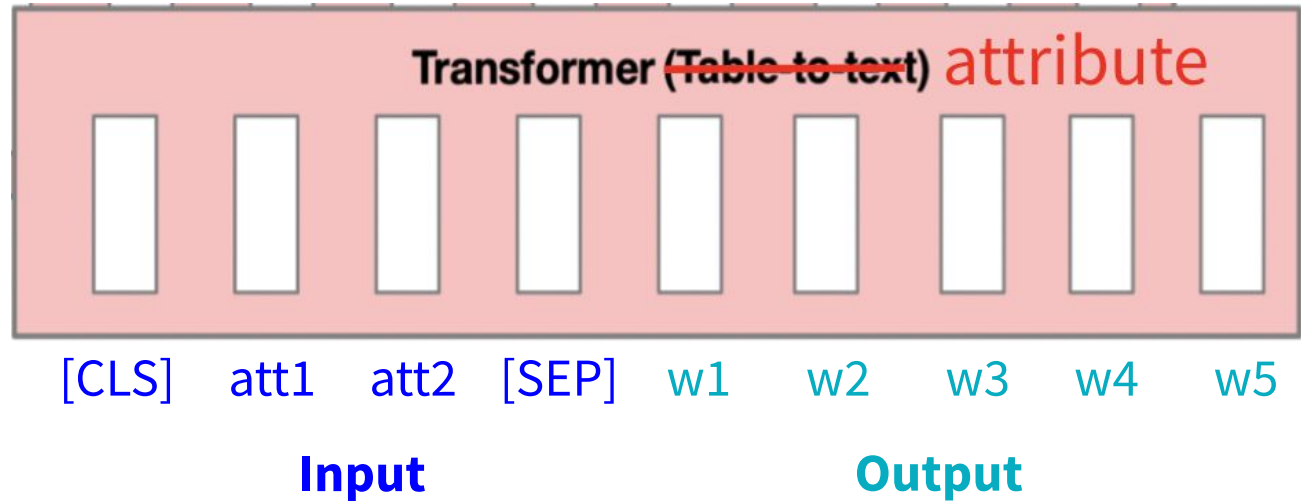 Transformer (Table-to-text) attribute
[CLS] att1 att2 [SEP] w1 w2 w3 w4 w5
Input Output